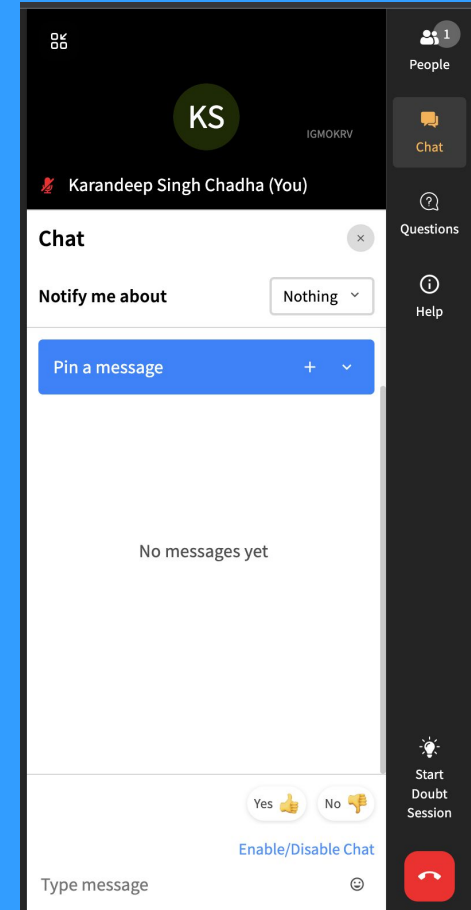 KS
IGMOKRV
Karandeep Singh Chadha (You)
Chat
Notify me about
Nothing
Pin a message
No messages yet
Yes 👍
No 👎
Enable/Disable Chat
Type message
1
People
Chat
Questions
Help
Start
Doubt
Session